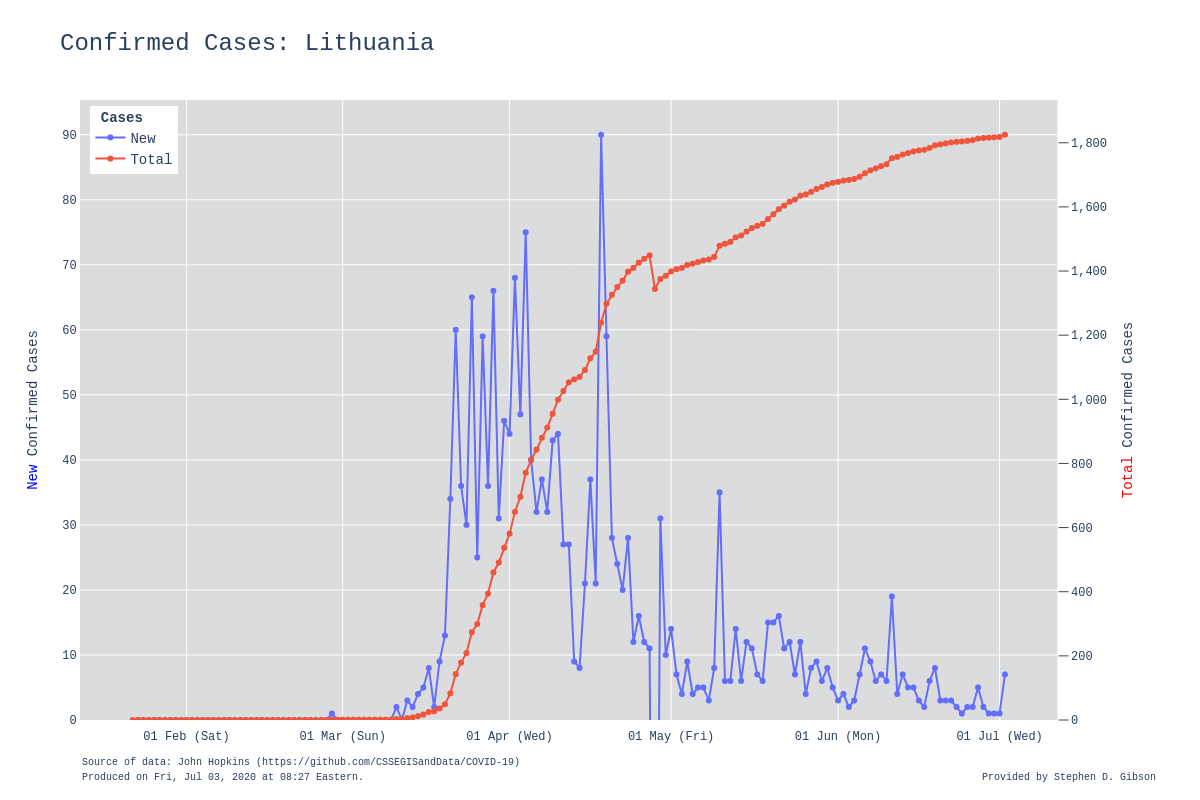 Confirmed Cases: Lithuania
Cases
New
Total
90
80
70
60
50
40
30
20
10
0
New Confirmed Cases
1,800
1,600
1,400
1,200
1,000
800
600
400
200
0
Total Confirmed Cases
01 Feb (Sat)
01 Mar (Sun)
01 Apr (Wed)
01 May (Fri)
01 Jun (Mon)
01 Jul (Wed)
Source of data: John Hopkins (https://github.com/CSSEGISandData/COVID-19)
Produced on Fri, Jul 03, 2020 at 08:27 Eastern.
Provided by Stephen D. Gibson